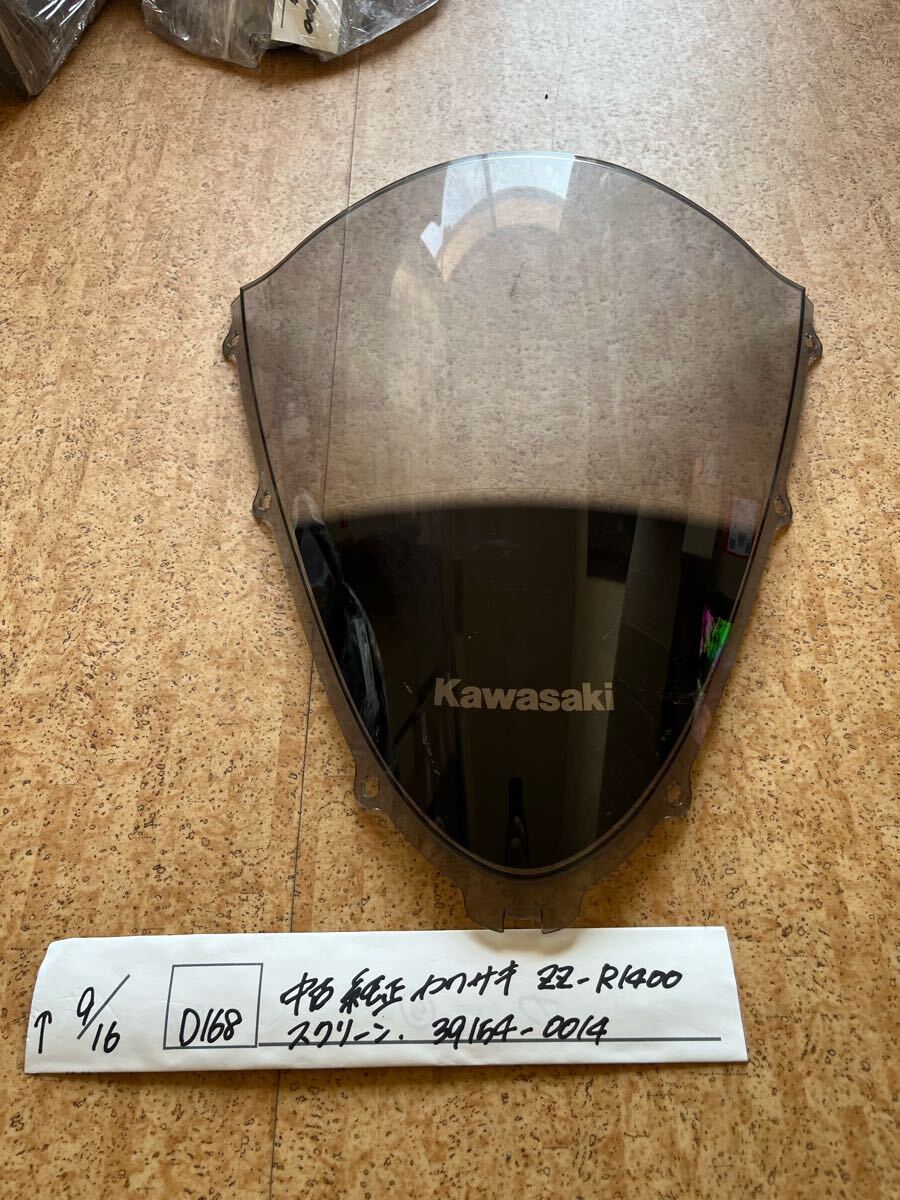 Kawasaki
↑ 9/16
D168
中古 純正 カワサキ ZZ-R1400
スクリーン. 39154-0014